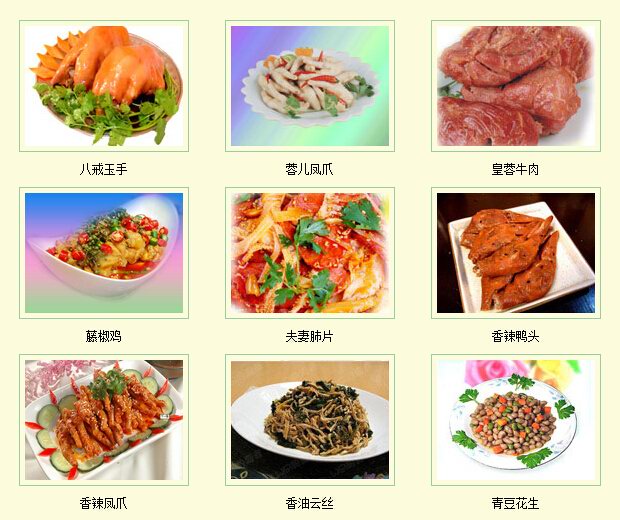 八戒玉手
蓉儿凤爪
皇蓉牛肉
藤椒鸡
夫妻肺片
香辣鸭头
香辣凤爪
香油云丝
青豆花生